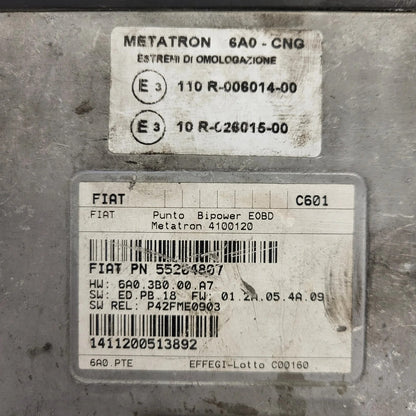 METATRON 6A0 - CNG
ESTREMI DI OMOLOGAZIONE
E 3 110 R-006014-00
E 3 10 R-026015-00
FIAT C601
FIAT Punto Bipower EOBD
Metatron 4100120
FIAT PN 55204807
HW: 6A0.3B0.00.A7
SW: ED.PB.18 FW: 01.2A.05.4A.09
SW REL: P42FME0903
1411200513892
6A0.PTE EFFEGI-Lotto C00160